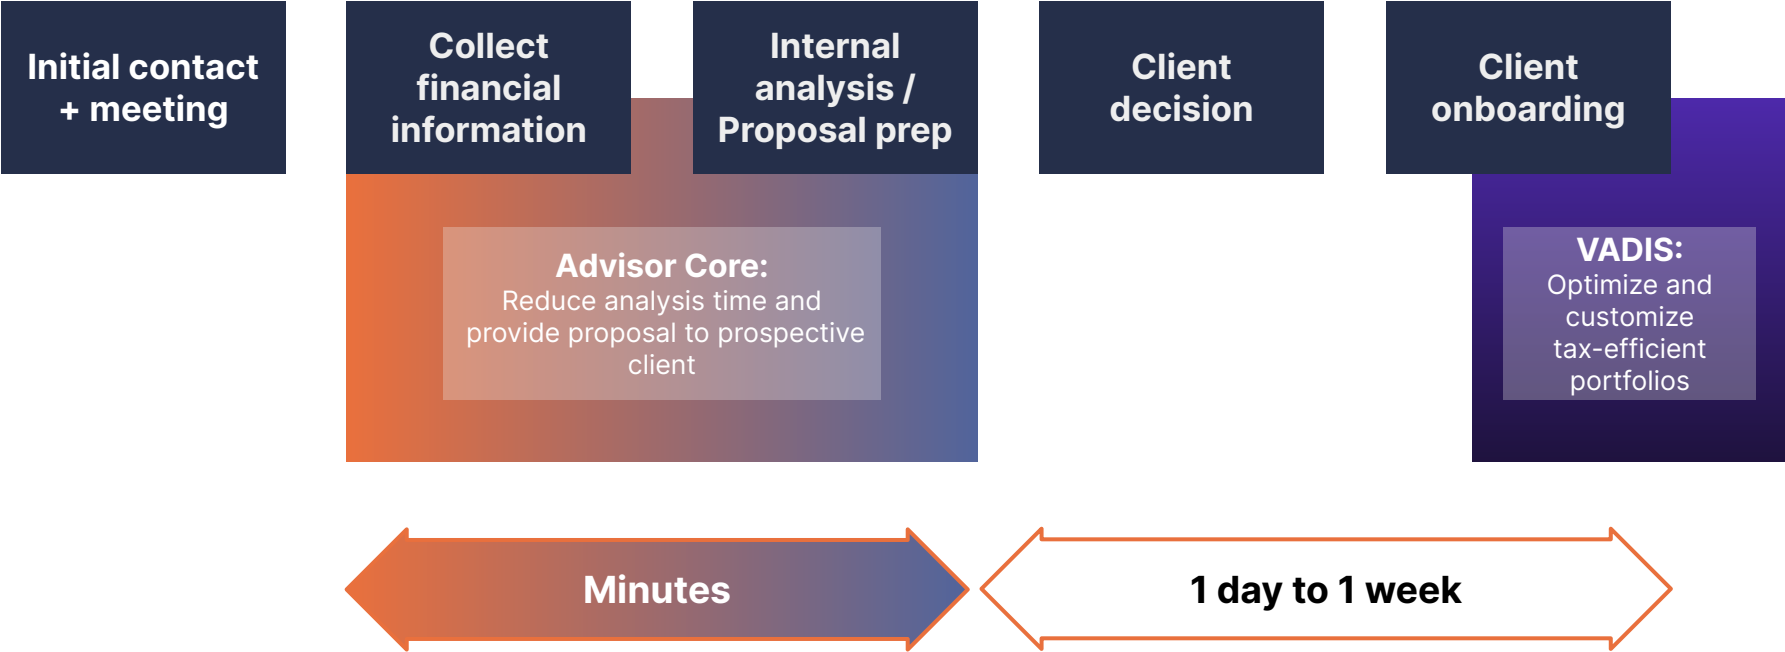 Initial contact
+ meeting
Collect
financial
information
Internal
analysis /
Proposal prep
Client
decision
Client
onboarding
Advisor Core:
Reduce analysis time and
provide proposal to prospective
client
VADIS:
Optimize and
customize
tax-efficient
portfolios
Minutes
1 day to 1 week